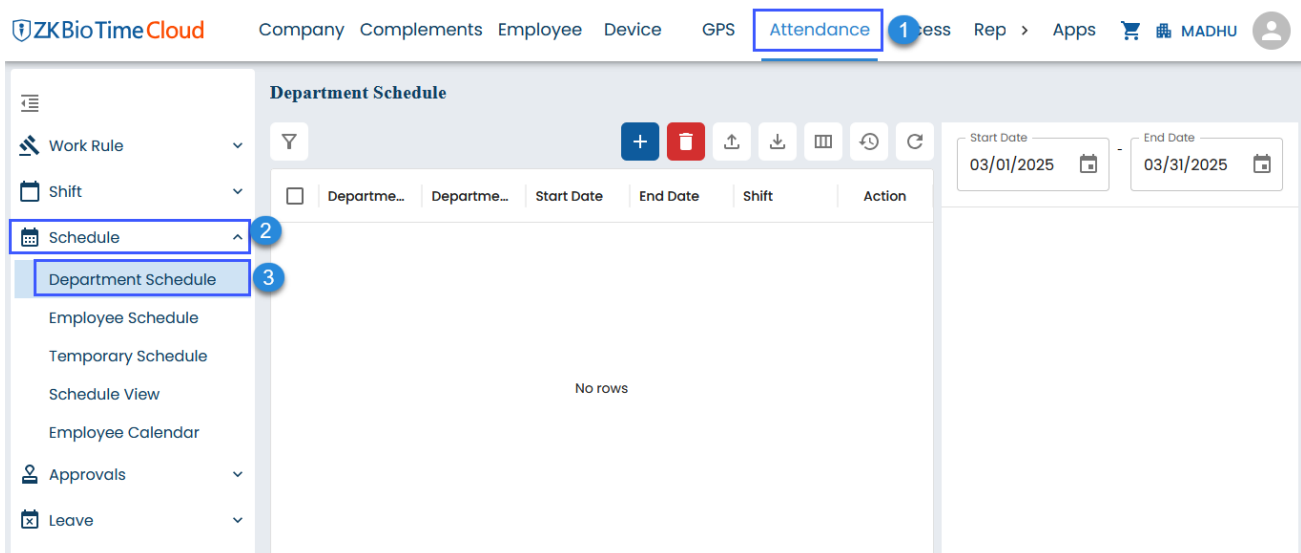 ZKBioTime Cloud
Company Complements Employee Device GPS Attendance 1 cess Rep > Apps MADHU
Department Schedule
Work Rule
Shift
Schedule 2
Department Schedule 3
Employee Schedule
Temporary Schedule
Schedule View
Employee Calendar
Approvals
Leave
Departme... Departme... Start Date End Date Shift Action
No rows
Start Date End Date
03/01/2025 - 03/31/2025